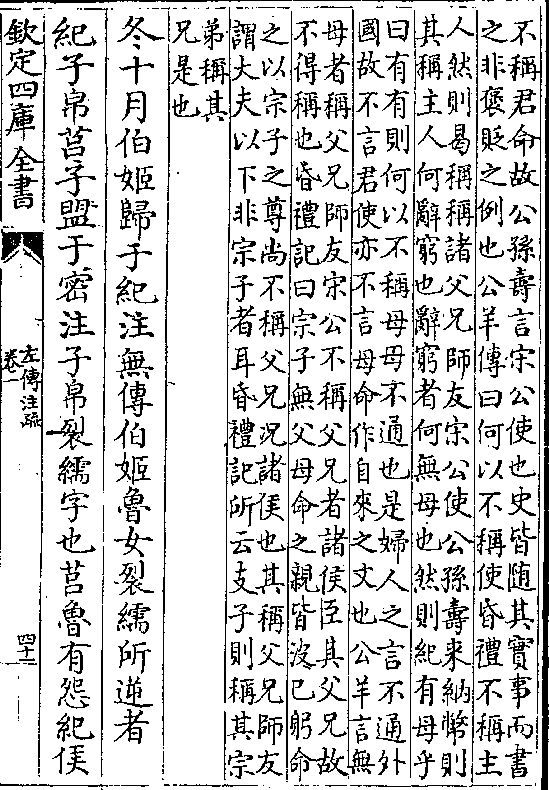 不稱君命故公孫壽言宋公使也史皆随其實事而書
之非褒貶之例也公羊傳曰何以不稱使昏禮不稱主
人然則曷稱稱諸父兄師友宋公使公孫壽來納幣則
其稱主人何辭窮也辭窮者何無母也然則紀有母乎
曰有有則何以不稱母母不通也是婦人之言不通外
國故不言君使亦不言母命作自來之文也公羊言無
母者稱父兄師友宋公不稱父兄者諸侯臣其父兄故
不得稱也昏禮記曰宗子無父母命之親皆沒已躬命
之以宗子之尊尚不稱父兄况諸侯也其稱父兄師友
謂大夫以下非宗子者耳昏禮記所云支子則稱其宗
弟稱其
兄是也
冬十月伯姬歸于紀注無傳伯姬魯女裂繻所逆者
紀子帛莒子盟于密注子帛裂繻字也莒魯有怨紀侯
欽定四庫全書
左傳注疏
卷一
四十二